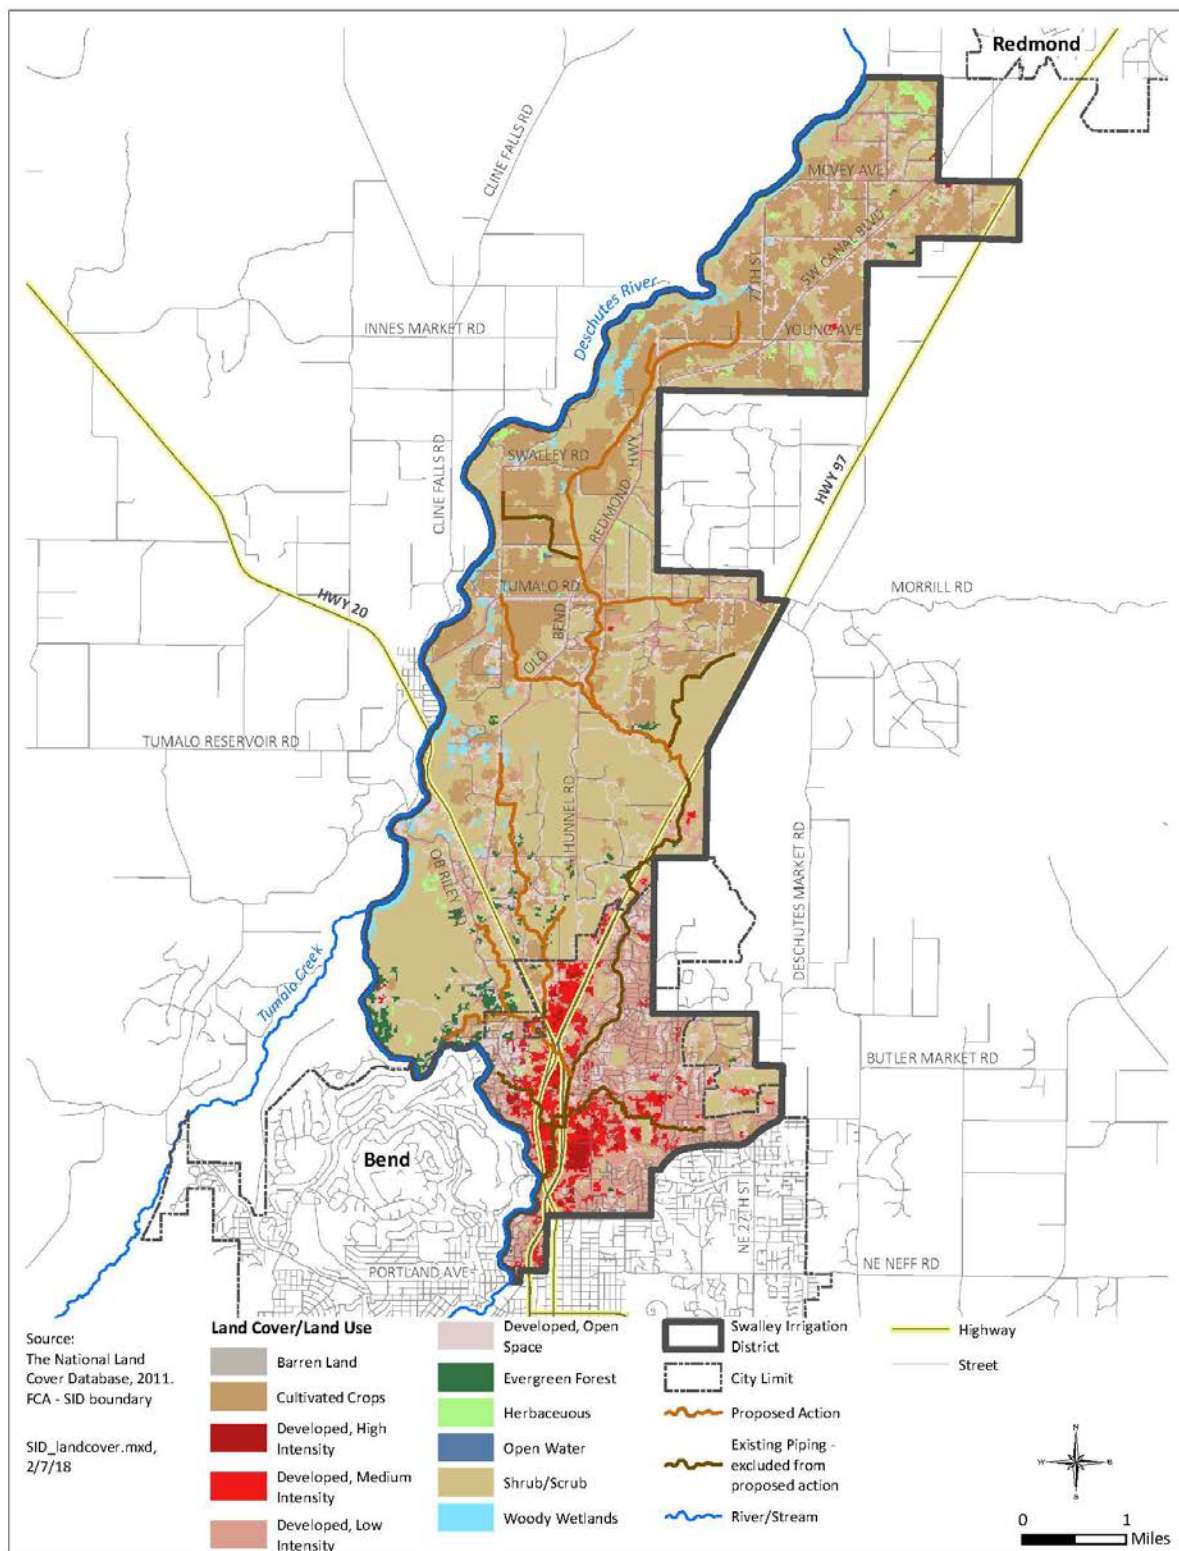 Redmond
CLINE FALLS RD
MCVEY AVE
SW CANAL BLVD
77TH ST
Deschutes River
INNES MARKET RD
YOUNG AVE
SWALLEY RD
HWY 97
CLINE FALLS RD
OLD BEND REDMOND HWY
TUMALO RD
MORRILL RD
HWY 20
TUMALO RESERVOIR RD
HUNNEL RD
OB RILEY RD
DESCHUTES MARKET RD
Tumalo Creek
BUTLER MARKET RD
Bend
NE 27TH ST
PORTLAND AVE
NE NEFF RD
Source:
The National Land
Cover Database, 2011.
FCA - SID boundary
SID_landcover.mxd,
2/7/18
Land Cover/Land Use
Barren Land
Cultivated Crops
Developed, High
Intensity
Developed, Medium
Intensity
Developed, Low
Intensity
Developed, Open
Space
Evergreen Forest
Herbaceuous
Open Water
Shrub/Scrub
Woody Wetlands
Swalley Irrigation
District
City Limit
Proposed Action
Existing Piping -
excluded from
proposed action
River/Stream
Highway
Street
N
W E
S
0 1
Miles